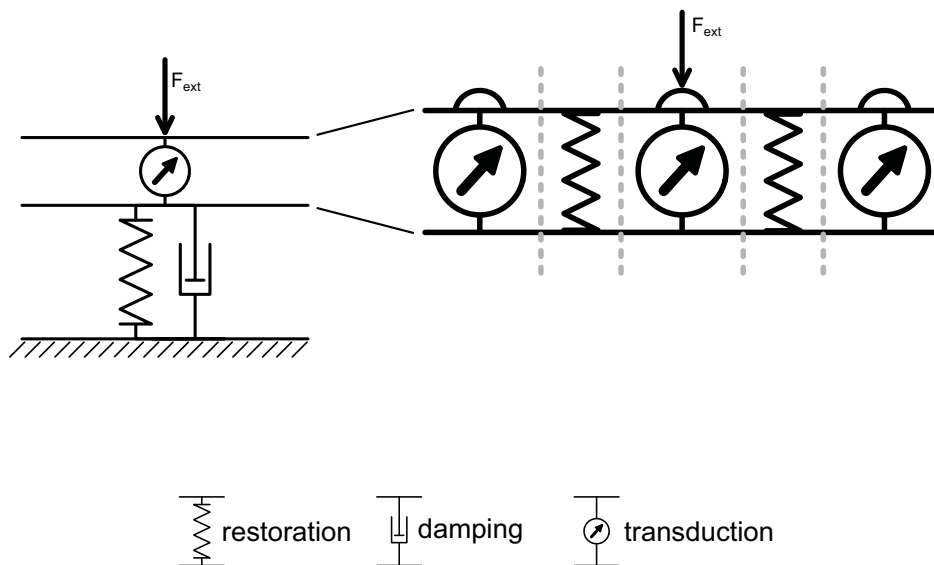 F_ext
F_ext
restoration
damping
transduction